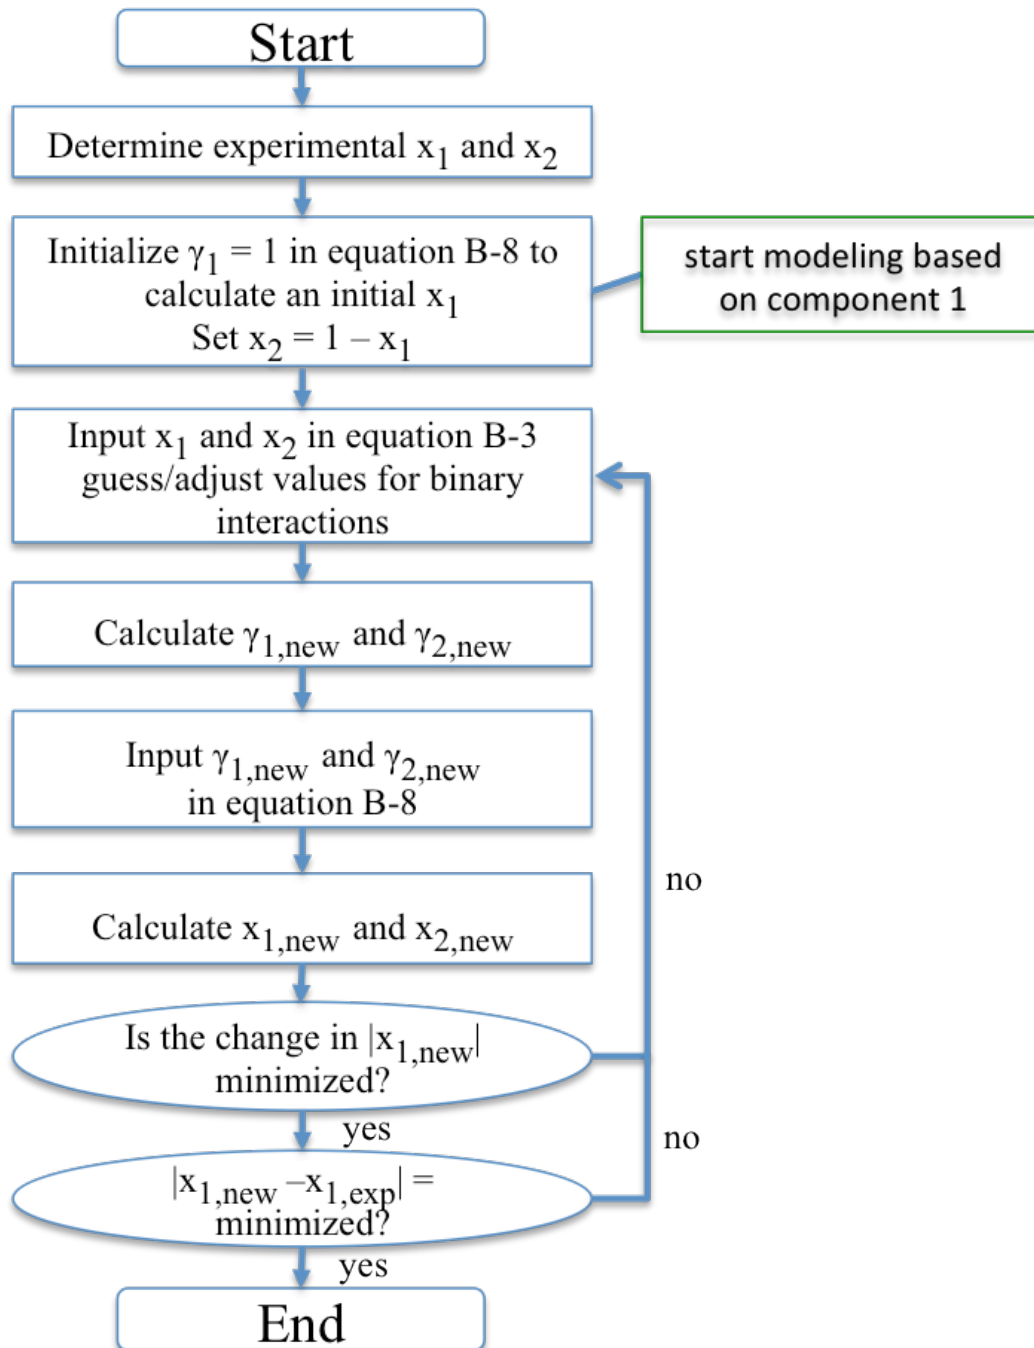 Start
Determine experimental x₁ and x₂
Initialize γ₁ = 1 in equation B-8 to
calculate an initial x₁
Set x₂ = 1 – x₁
start modeling based
on component 1
Input x₁ and x₂ in equation B-3
guess/adjust values for binary
interactions
Calculate γ₁,new and γ₂,new
Input γ₁,new and γ₂,new
in equation B-8
Calculate x₁,new and x₂,new
no
Is the change in |x₁,new|
minimized?
yes
no
|x₁,new –x₁,exp| =
minimized?
yes
End